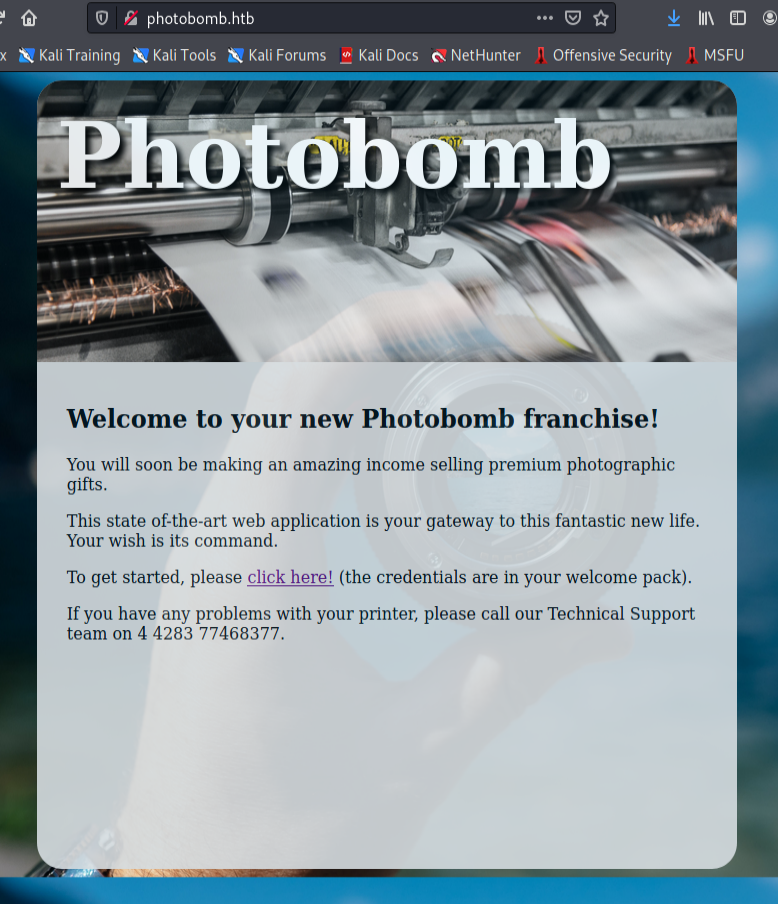 photobomb.htb
x Kali Training Kali Tools Kali Forums Kali Docs NetHunter Offensive Security MSFU
Photobomb
Welcome to your new Photobomb franchise!
You will soon be making an amazing income selling premium photographic
gifts.
This state of-the-art web application is your gateway to this fantastic new life.
Your wish is its command.
To get started, please click here! (the credentials are in your welcome pack).
If you have any problems with your printer, please call our Technical Support
team on 4 4283 77468377.